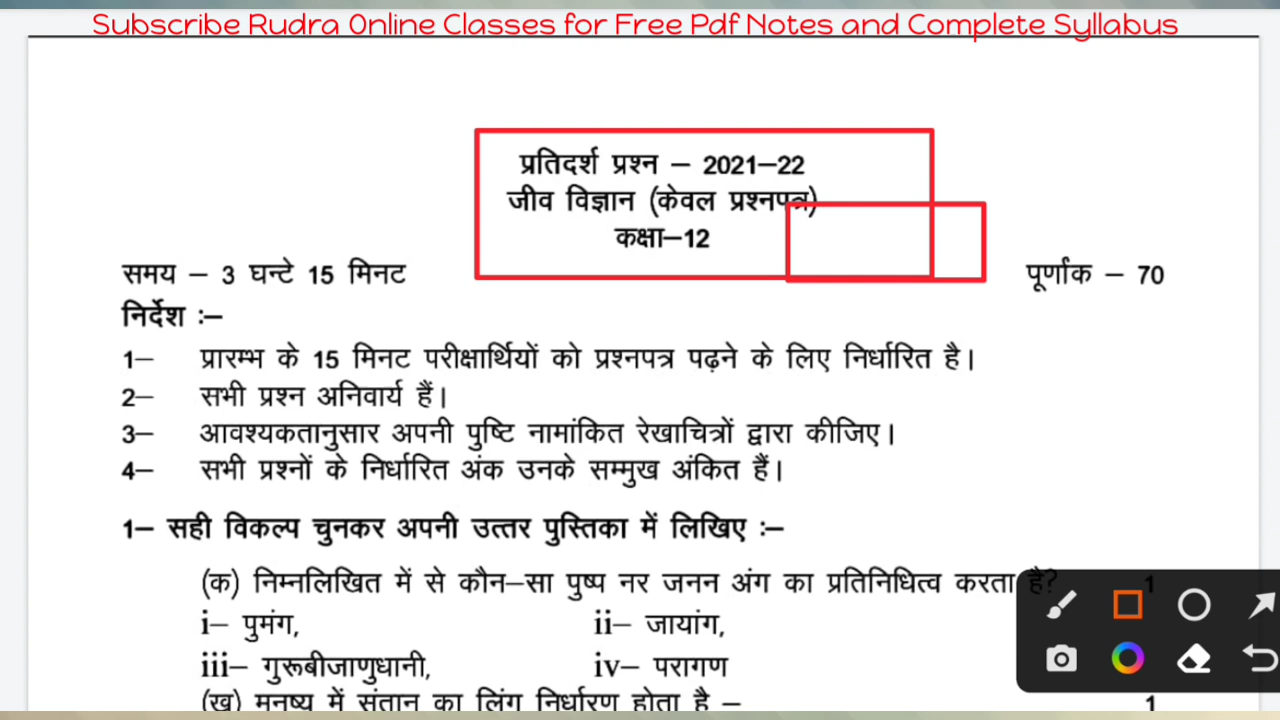 Subscribe Rudra Online Classes for Free Pdf Notes and Complete Syllabus
प्रतिदर्श प्रश्न – 2021–22
जीव विज्ञान (केवल प्रश्नपत्र)
कक्षा–12
समय – 3 घन्टे 15 मिनट
पूर्णांक – 70
निर्देश :–
1– प्रारम्भ के 15 मिनट परीक्षार्थियों को प्रश्नपत्र पढ़ने के लिए निर्धारित है।
2– सभी प्रश्न अनिवार्य हैं।
3– आवश्यकतानुसार अपनी पुष्टि नामांकित रेखाचित्रों द्वारा कीजिए।
4– सभी प्रश्नों के निर्धारित अंक उनके सम्मुख अंकित हैं।
1– सही विकल्प चुनकर अपनी उत्तर पुस्तिका में लिखिए :–
(क) निम्नलिखित में से कौन–सा पुष्प नर जनन अंग का प्रतिनिधित्व करता है? 1
i– पुमंग, ii– जायांग,
iii– गुरूबीजाणुधानी, iv– परागण
(ख) मनुष्य में संतान का लिंग निर्धारण होता है – 1